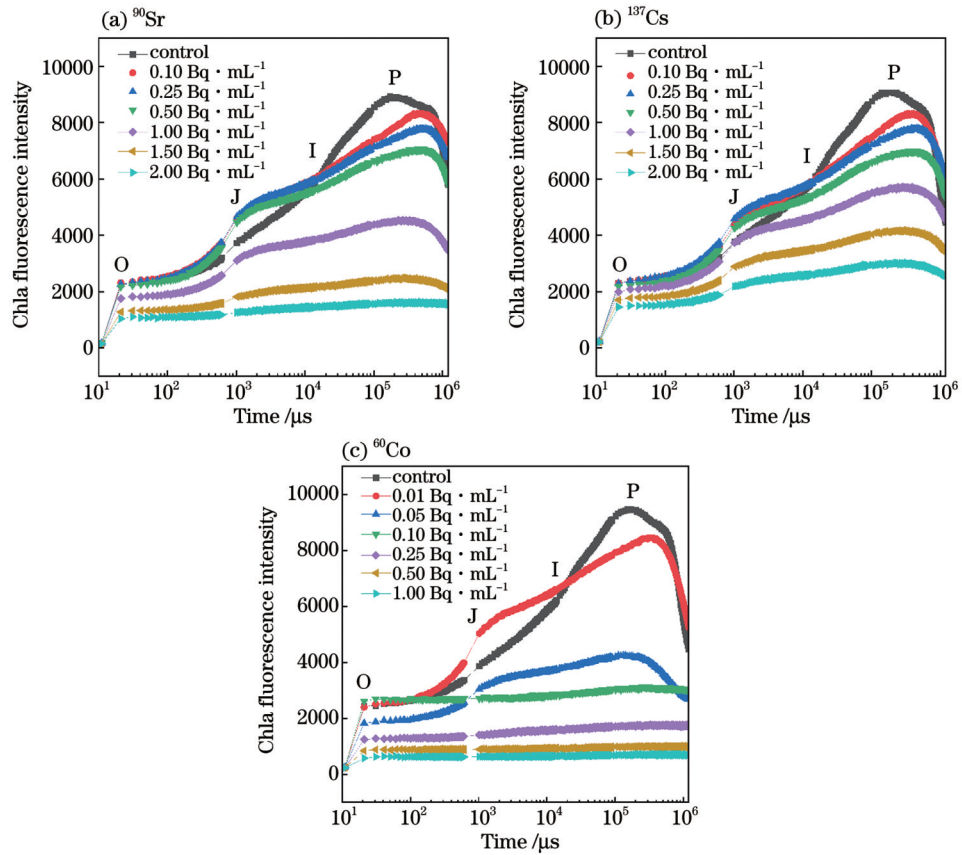 (a) ⁹⁰Sr
control
0.10 Bq · mL⁻¹
0.25 Bq · mL⁻¹
0.50 Bq · mL⁻¹
1.00 Bq · mL⁻¹
1.50 Bq · mL⁻¹
2.00 Bq · mL⁻¹
O
J
I
P
Chla fluorescence intensity
10000
8000
6000
4000
2000
0
10¹ 10² 10³ 10⁴ 10⁵ 10⁶
Time /μs
(b) ¹³⁷Cs
control
0.10 Bq · mL⁻¹
0.25 Bq · mL⁻¹
0.50 Bq · mL⁻¹
1.00 Bq · mL⁻¹
1.50 Bq · mL⁻¹
2.00 Bq · mL⁻¹
O
J
I
P
Chla fluorescence intensity
10000
8000
6000
4000
2000
0
10¹ 10² 10³ 10⁴ 10⁵ 10⁶
Time /μs
(c) ⁶⁰Co
control
0.01 Bq · mL⁻¹
0.05 Bq · mL⁻¹
0.10 Bq · mL⁻¹
0.25 Bq · mL⁻¹
0.50 Bq · mL⁻¹
1.00 Bq · mL⁻¹
O
J
I
P
Chla fluorescence intensity
10000
8000
6000
4000
2000
0
10¹ 10² 10³ 10⁴ 10⁵ 10⁶
Time /μs